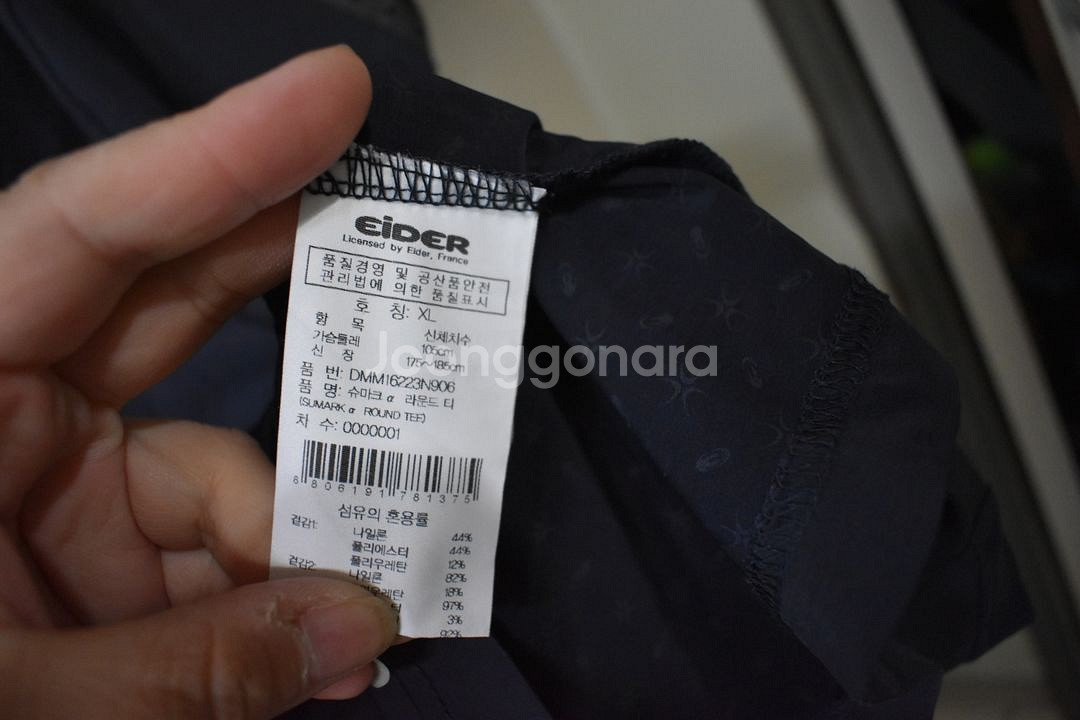 EiDER
Licensed by Eider, France
품질경영 및 공산품안전
관리법에 의한 품질표시
호 칭: XL
항 목 신체치수
가슴둘레 105cm
신 장 175~185cm
품 번: DMM16223N906
품 명: 슈마크 α 라운드 티
(SUMARK α ROUND TEE)
차 수: 0000001
8 806191 781375
섬유의 혼용률
겉감1: 나일론 44%
폴리에스터 44%
폴리우레탄 12%
겉감2: 나일론 82%
18%
97%
3%
92%
Joonggonara